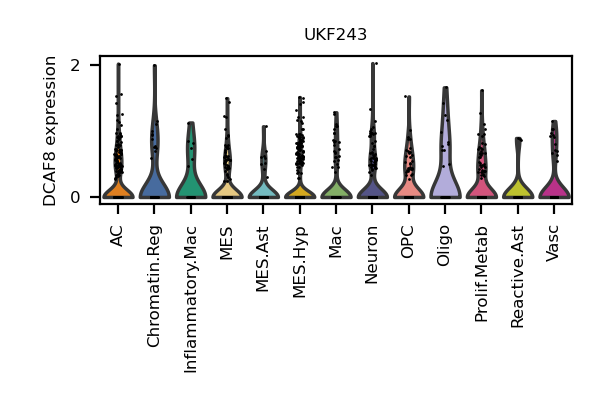 UKF243
DCAF8 expression
2
0
AC
Chromatin.Reg
Inflammatory.Mac
MES
MES.Ast
MES.Hyp
Mac
Neuron
OPC
Oligo
Prolif.Metab
Reactive.Ast
Vasc